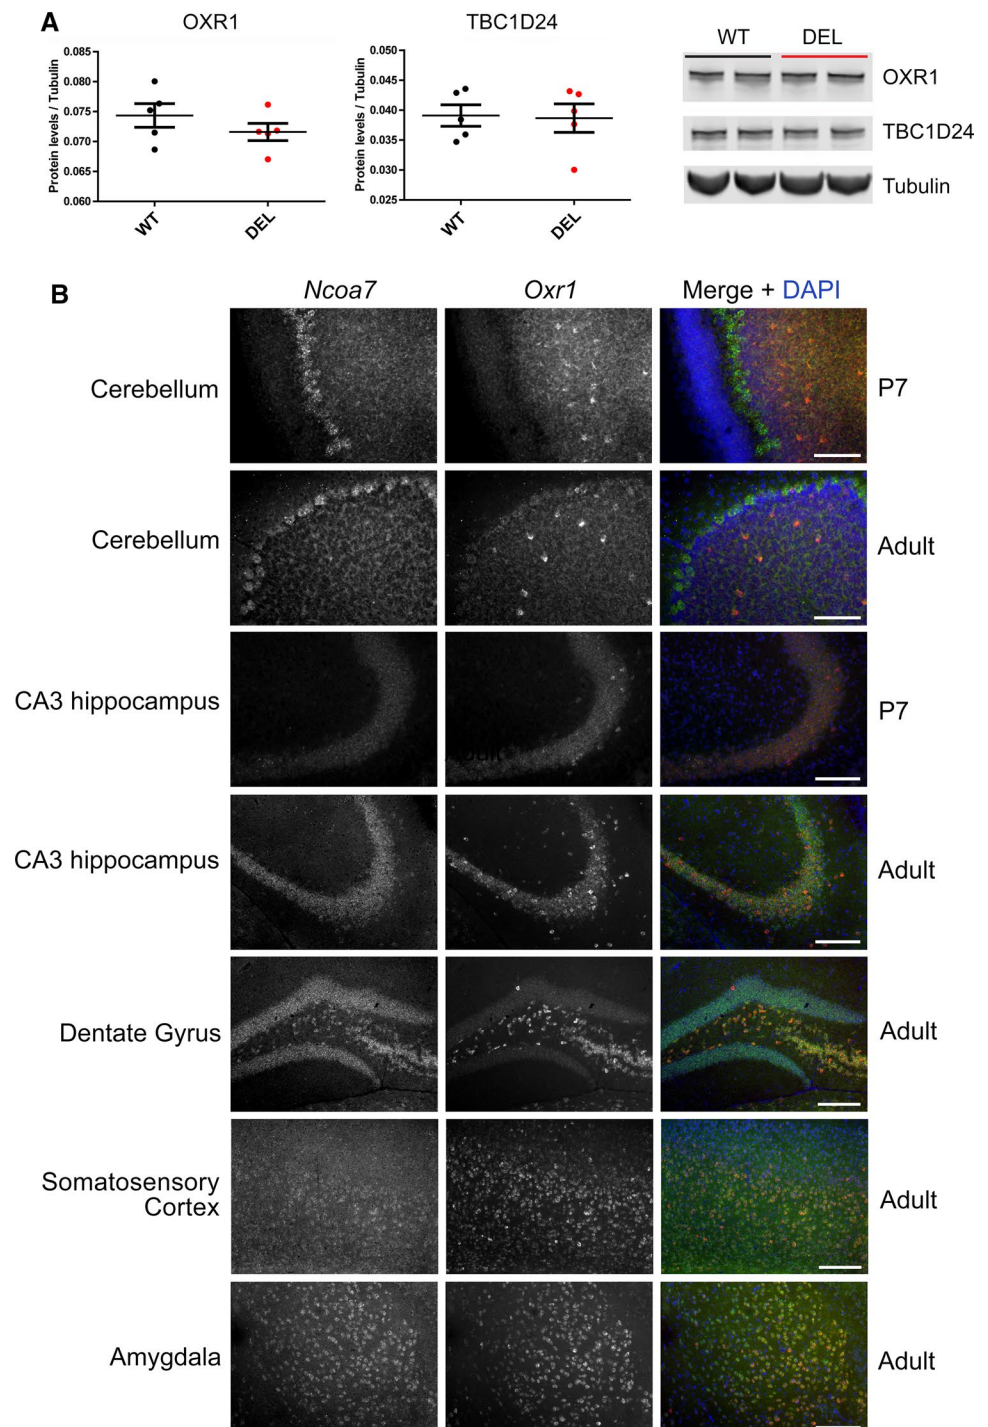 A
OXR1
TBC1D24
WT
DEL
Protein levels / Tubulin
0.085
0.080
0.075
0.070
0.065
0.060
WT
DEL
Protein levels / Tubulin
0.050
0.045
0.040
0.035
0.030
0.025
WT
DEL
OXR1
TBC1D24
Tubulin
B
Ncoa7
Oxr1
Merge + DAPI
Cerebellum
P7
Cerebellum
Adult
CA3 hippocampus
P7
CA3 hippocampus
Adult
Dentate Gyrus
Adult
Somatosensory
Cortex
Adult
Amygdala
Adult